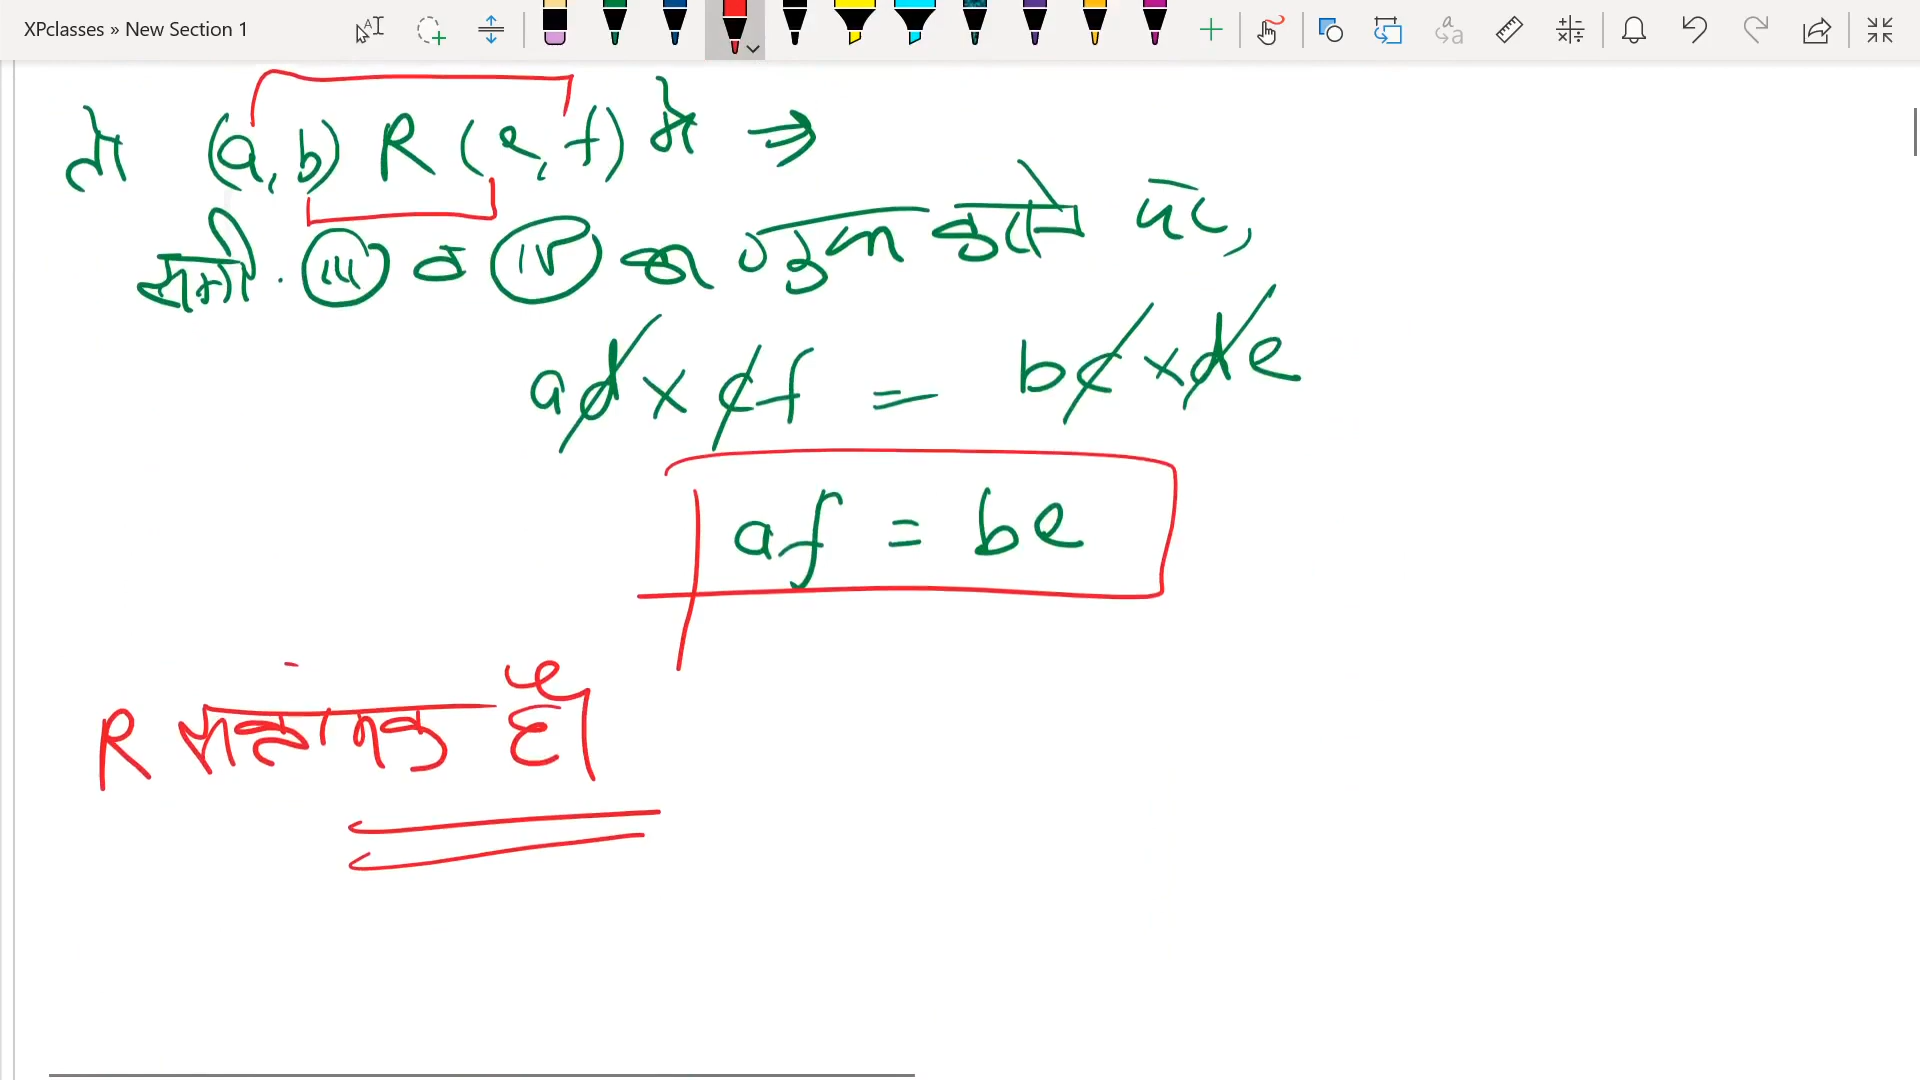 XPclasses » New Section 1
तो (a, b) R (e, f) में ⇒
समी. (iii) व (iv) का गुणा करने पर,
ad × cf = bc × de
af = be
R संक्रामक है।